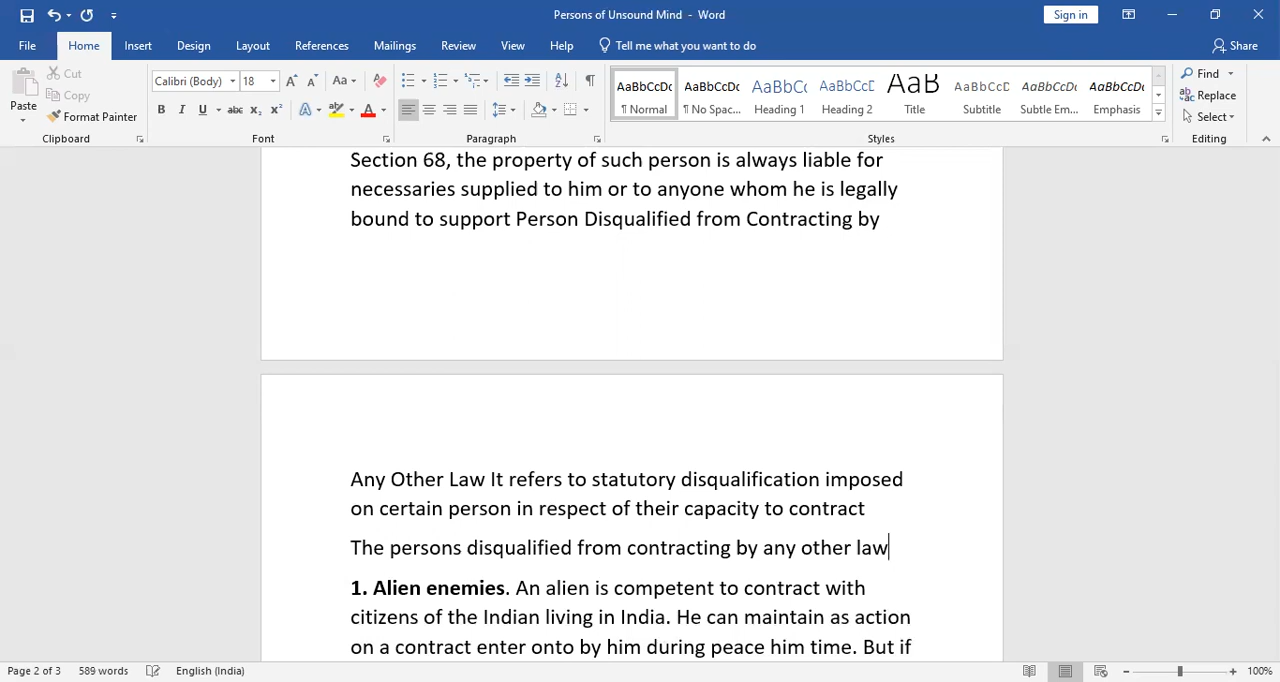 Persons of Unsound Mind - Word
Sign in
File Home Insert Design Layout References Mailings Review View Help Tell me what you want to do Share
Paste Cut Copy Format Painter
Calibri (Body) 18 Aa
B I U abc X₂ X² A A
AaBbCcDc AaBbCcDc AaBbCc AaBbCcD AaB AaBbCcD AaBbCcDc AaBbCcDc
¶ Normal ¶ No Spac... Heading 1 Heading 2 Title Subtitle Subtle Em... Emphasis
Find
Replace
Select
Clipboard Font Paragraph Styles Editing
Section 68, the property of such person is always liable for
necessaries supplied to him or to anyone whom he is legally
bound to support Person Disqualified from Contracting by
Any Other Law It refers to statutory disqualification imposed
on certain person in respect of their capacity to contract
The persons disqualified from contracting by any other law
1. Alien enemies. An alien is competent to contract with
citizens of the Indian living in India. He can maintain as action
on a contract enter onto by him during peace him time. But if
Page 2 of 3 589 words English (India) 100%